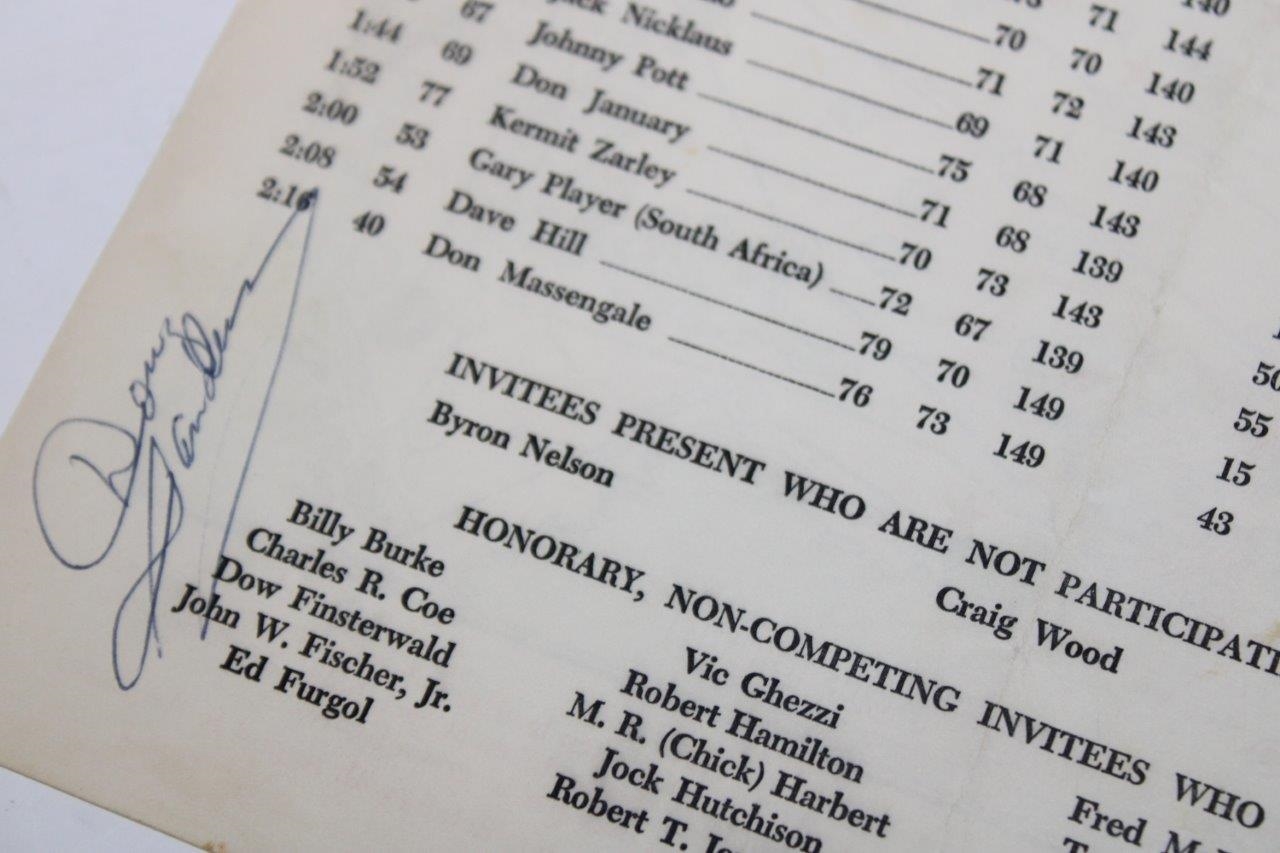 140
71 144
70 70 140
71 72 143
Nicklaus 69 71 140
67 Johnny Pott 75 68 143
1:44 69 Don January 71 68 139
1:52 77 Kermit Zarley 70 73 143
2:00 53 Gary Player (South Africa) 72 67 139 55
2:08 54 Dave Hill 79 70 149 15
2:16 40 Don Massengale 76 73 149 43
Doug Sanders
INVITEES PRESENT WHO ARE NOT
Byron Nelson Craig Wood
HONORARY, NON-COMPETING INVITEES WHO
Billy Burke Vic Ghezzi Fred
Charles R. Coe Robert Hamilton
Dow Finsterwald M. R. (Chick) Harbert
John W. Fischer, Jr. Jock Hutchison
Ed Furgol Robert T.